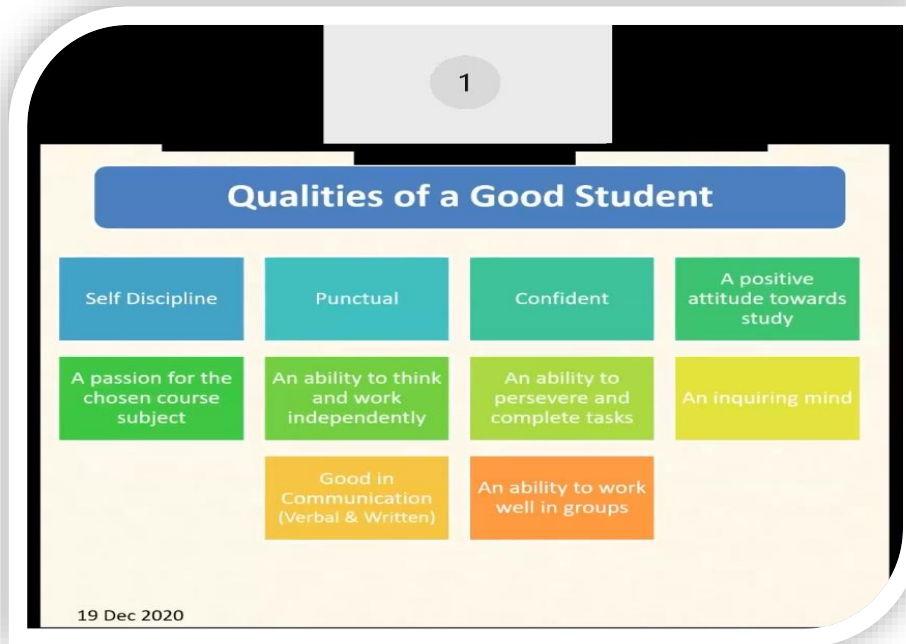 1
Qualities of a Good Student
Self Discipline
Punctual
Confident
A positive
attitude towards
study
A passion for the
chosen course
subject
An ability to think
and work
independently
An ability to
persevere and
complete tasks
An inquiring mind
Good in
Communication
(Verbal & Written)
An ability to work
well in groups
19 Dec 2020